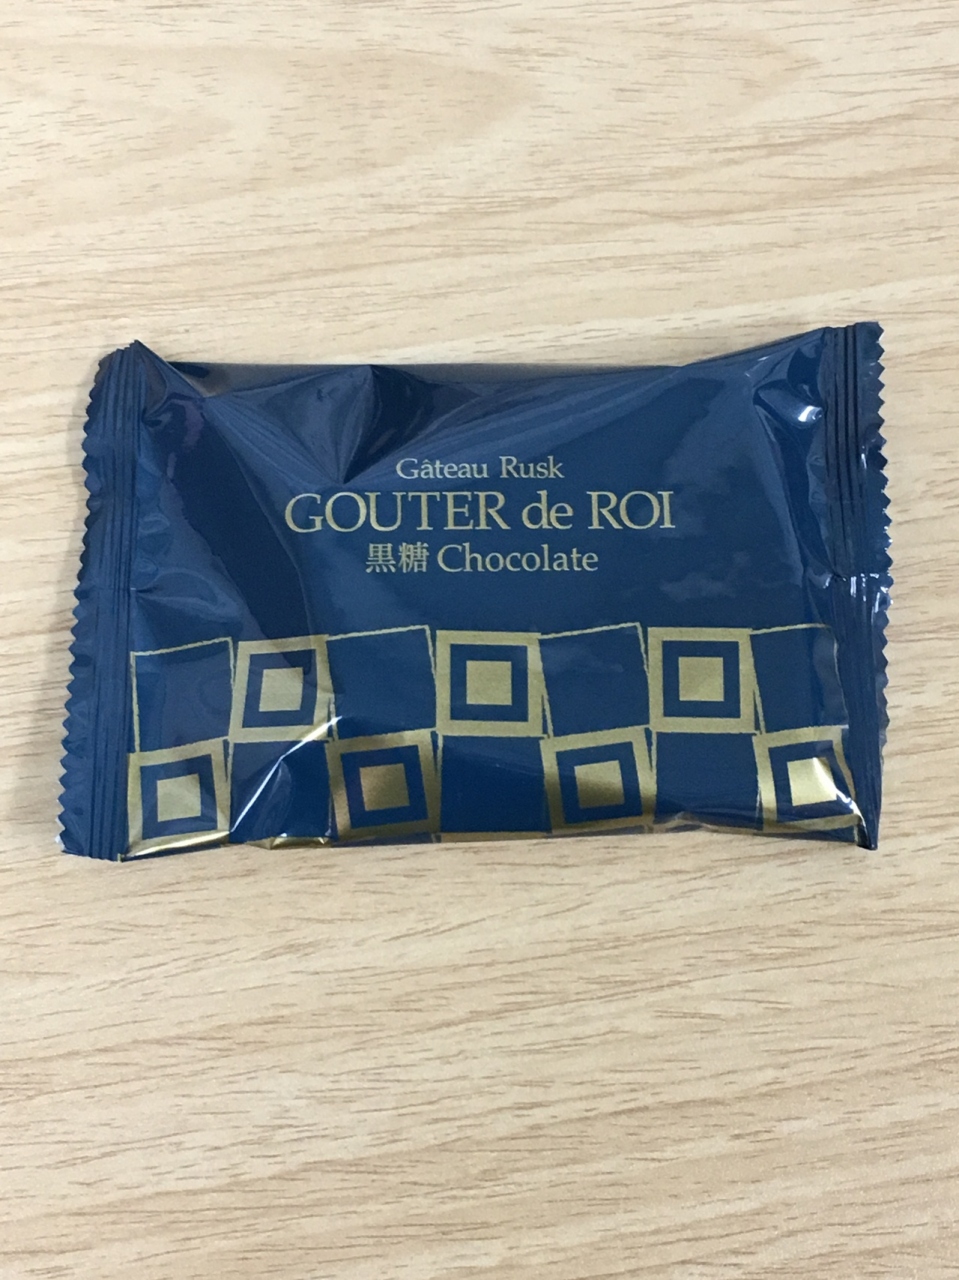 Gâteau Rusk
GOUTER de ROI
黒糖 Chocolate